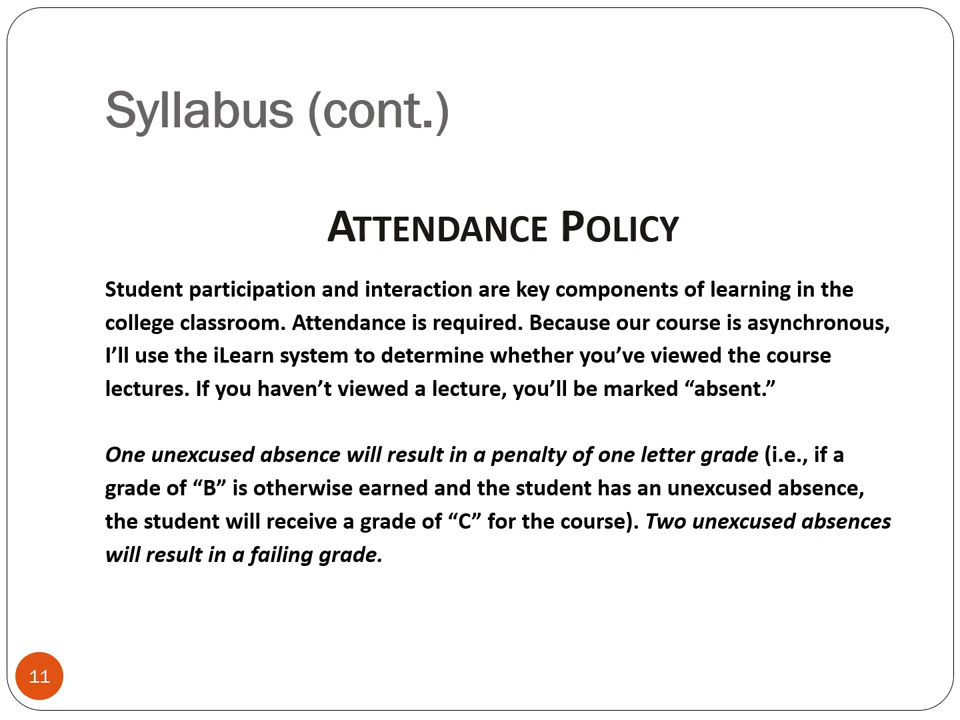 Syllabus (cont.)
ATTENDANCE POLICY
Student participation and interaction are key components of learning in the
college classroom. Attendance is required. Because our course is asynchronous,
I’ll use the iLearn system to determine whether you’ve viewed the course
lectures. If you haven’t viewed a lecture, you’ll be marked “absent.”
One unexcused absence will result in a penalty of one letter grade (i.e., if a
grade of “B” is otherwise earned and the student has an unexcused absence,
the student will receive a grade of “C” for the course). Two unexcused absences
will result in a failing grade.
11